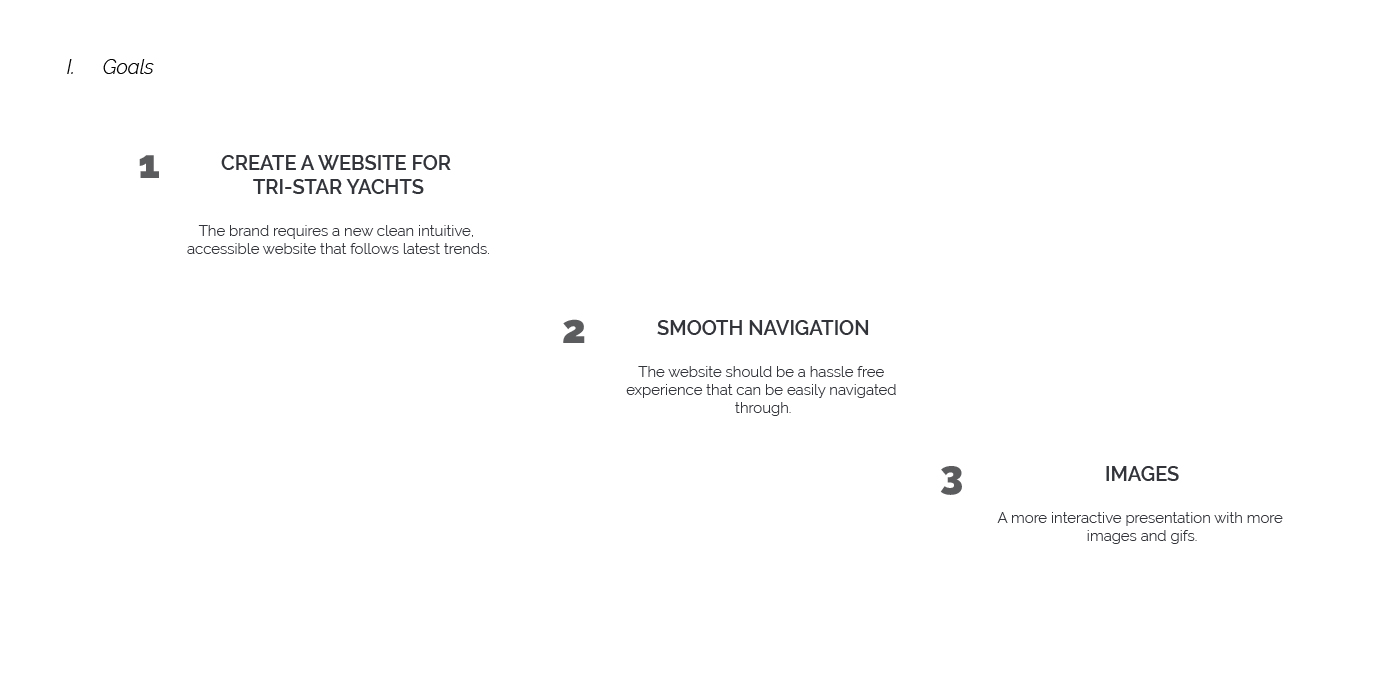 I. Goals
1
CREATE A WEBSITE FOR
TRI-STAR YACHTS
The brand requires a new clean intuitive,
accessible website that follows latest trends.
2
SMOOTH NAVIGATION
The website should be a hassle free
experience that can be easily navigated
through.
3
IMAGES
A more interactive presentation with more
images and gifs.